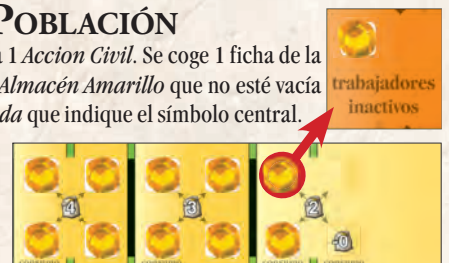 POBLACIÓN
1 Accion Civil. Se coge 1 ficha de la
Almacén Amarillo que no esté vacía
que indique el símbolo central.
trabajadores
inactivos
4
3
2
-0